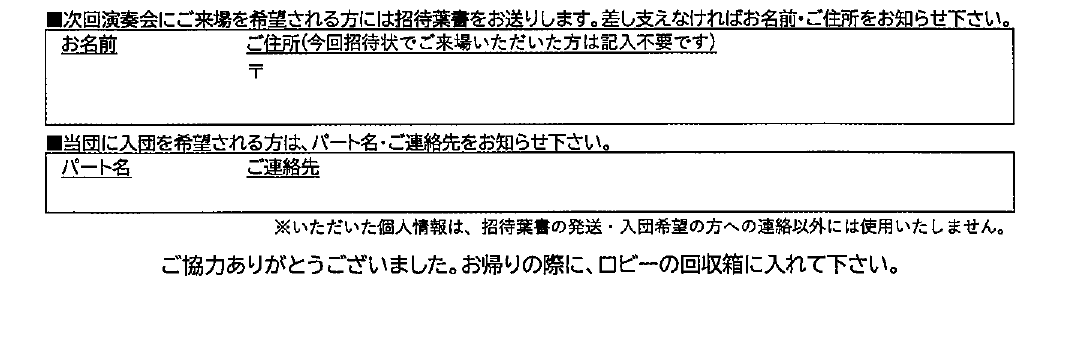 ■次回演奏会にご来場を希望される方には招待葉書をお送りします。差し支えなければお名前・ご住所をお知らせ下さい。
お名前 ご住所(今回招待状でご来場いただいた方は記入不要です)
〒
■当団に入団を希望される方は、パート名・ご連絡先をお知らせ下さい。
パート名 ご連絡先
※いただいた個人情報は、招待葉書の発送・入団希望の方への連絡以外には使用いたしません。
ご協力ありがとうございました。お帰りの際に、ロビーの回収箱に入れて下さい。